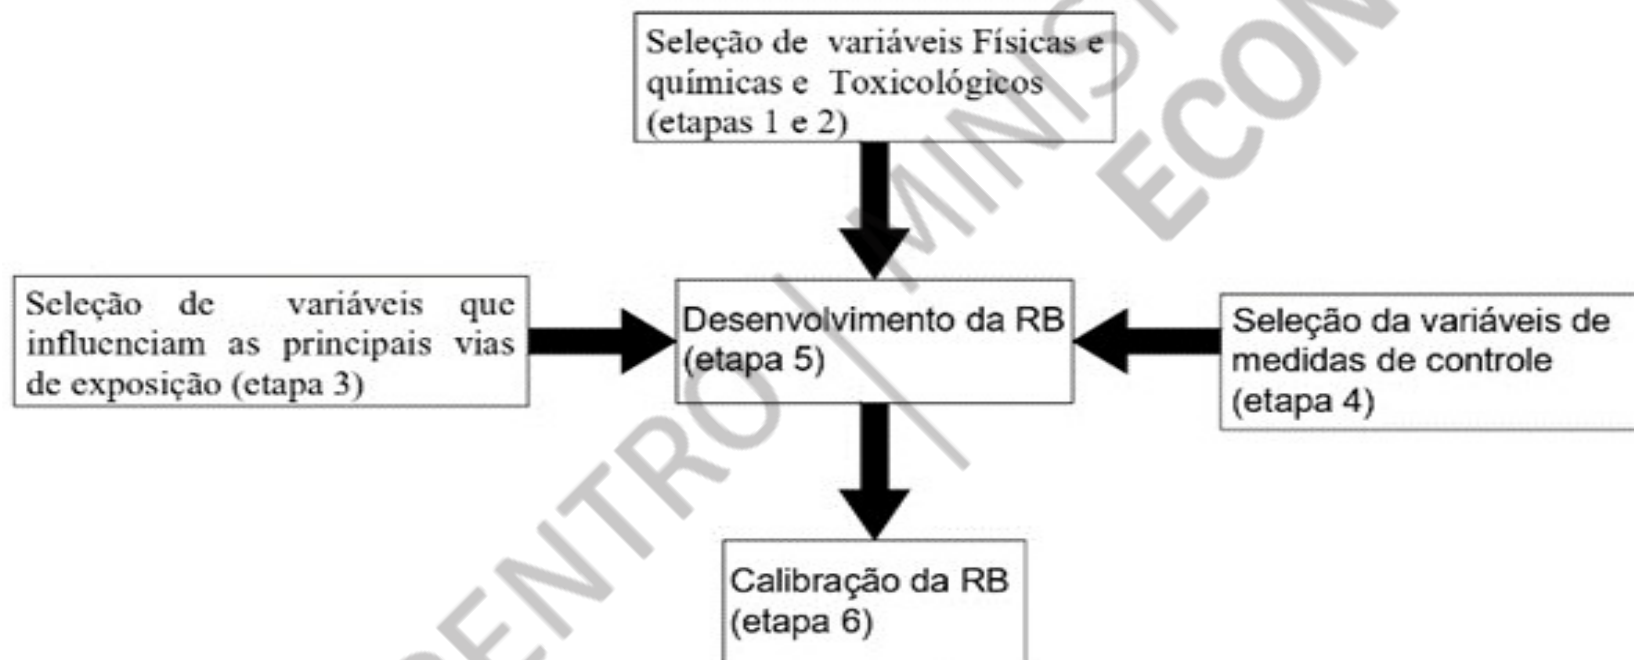 Seleção de variáveis Físicas e
químicas e Toxicológicos
(etapas 1 e 2)
Seleção de variáveis que
influenciam as principais vias
de exposição (etapa 3)
Desenvolvimento da RB
(etapa 5)
Seleção da variáveis de
medidas de controle
(etapa 4)
Calibração da RB
(etapa 6)